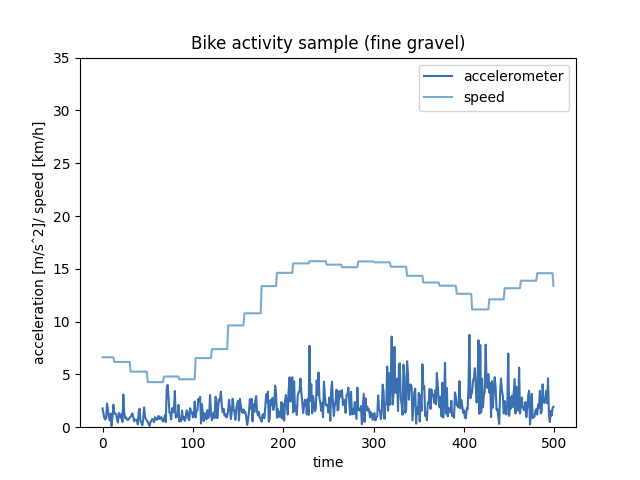 Bike activity sample (fine gravel)
accelerometer
speed
acceleration [m/sˆ2]/ speed [km/h]
35
30
25
20
15
10
5
0
0 100 200 300 400 500
time